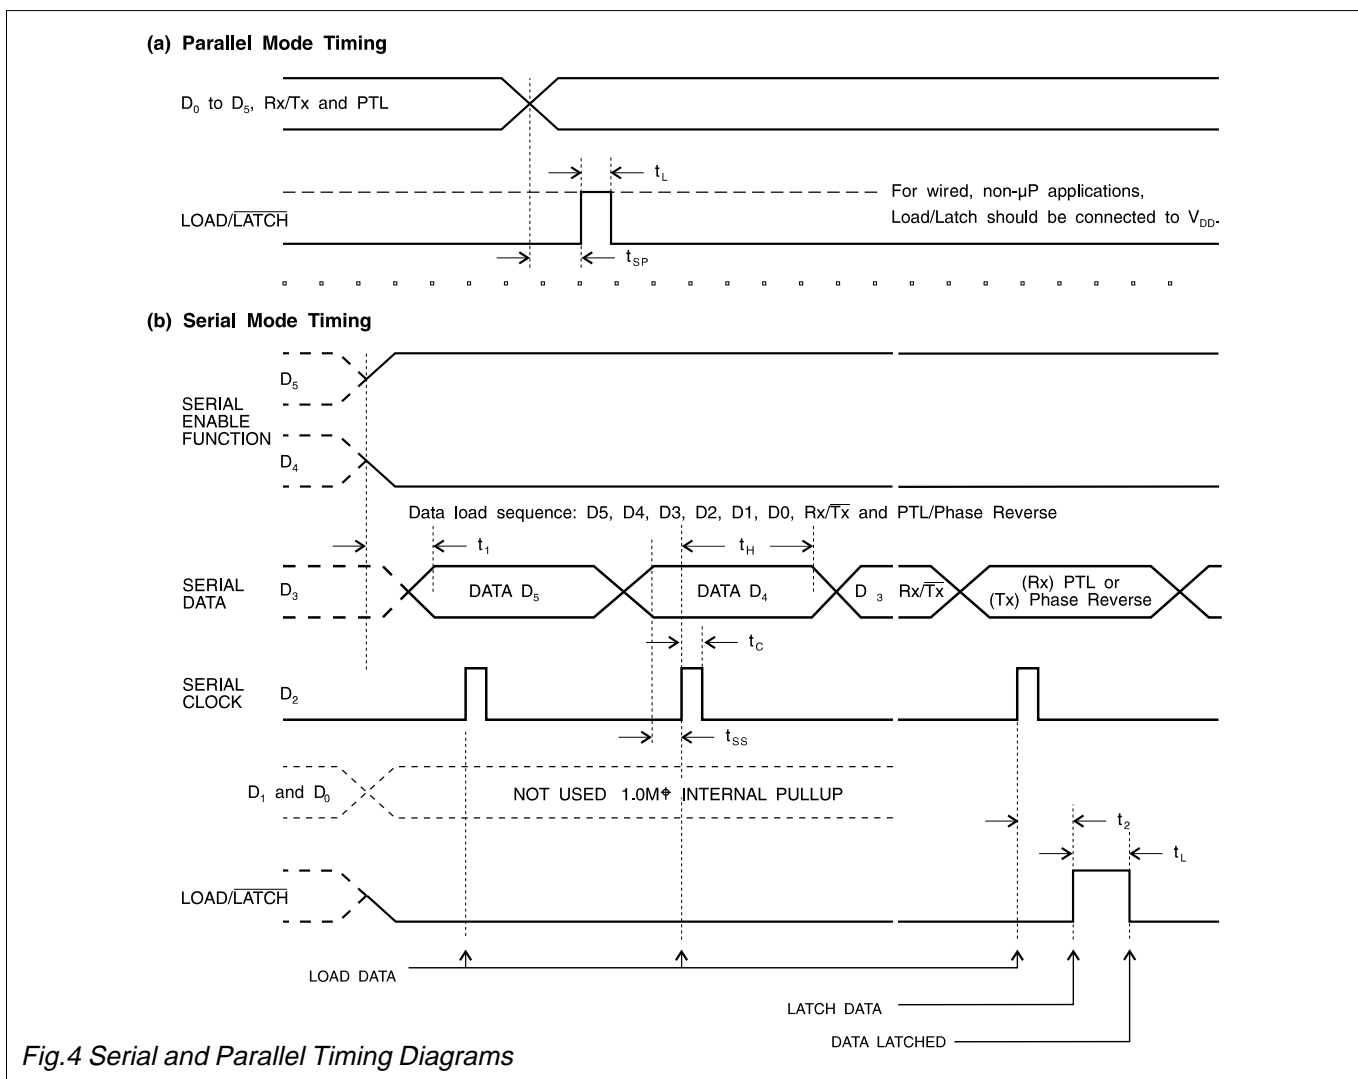 (a) Parallel Mode Timing
D0 to D5, Rx/Tx and PTL
tL
For wired, non-µP applications,
Load/Latch should be connected to VDD.
LOAD/LATCH
tSP
(b) Serial Mode Timing
D5
SERIAL
ENABLE
FUNCTION
D4
Data load sequence: D5, D4, D3, D2, D1, D0, Rx/Tx and PTL/Phase Reverse
t1
tH
SERIAL
DATA
D3
DATA D5
DATA D4
D 3
Rx/Tx
(Rx) PTL or
(Tx) Phase Reverse
tC
SERIAL
CLOCK
D2
tSS
D1 and D0
NOT USED 1.0MΦ INTERNAL PULLUP
t2
tL
LOAD/LATCH
LOAD DATA
LATCH DATA
DATA LATCHED
Fig.4 Serial and Parallel Timing Diagrams